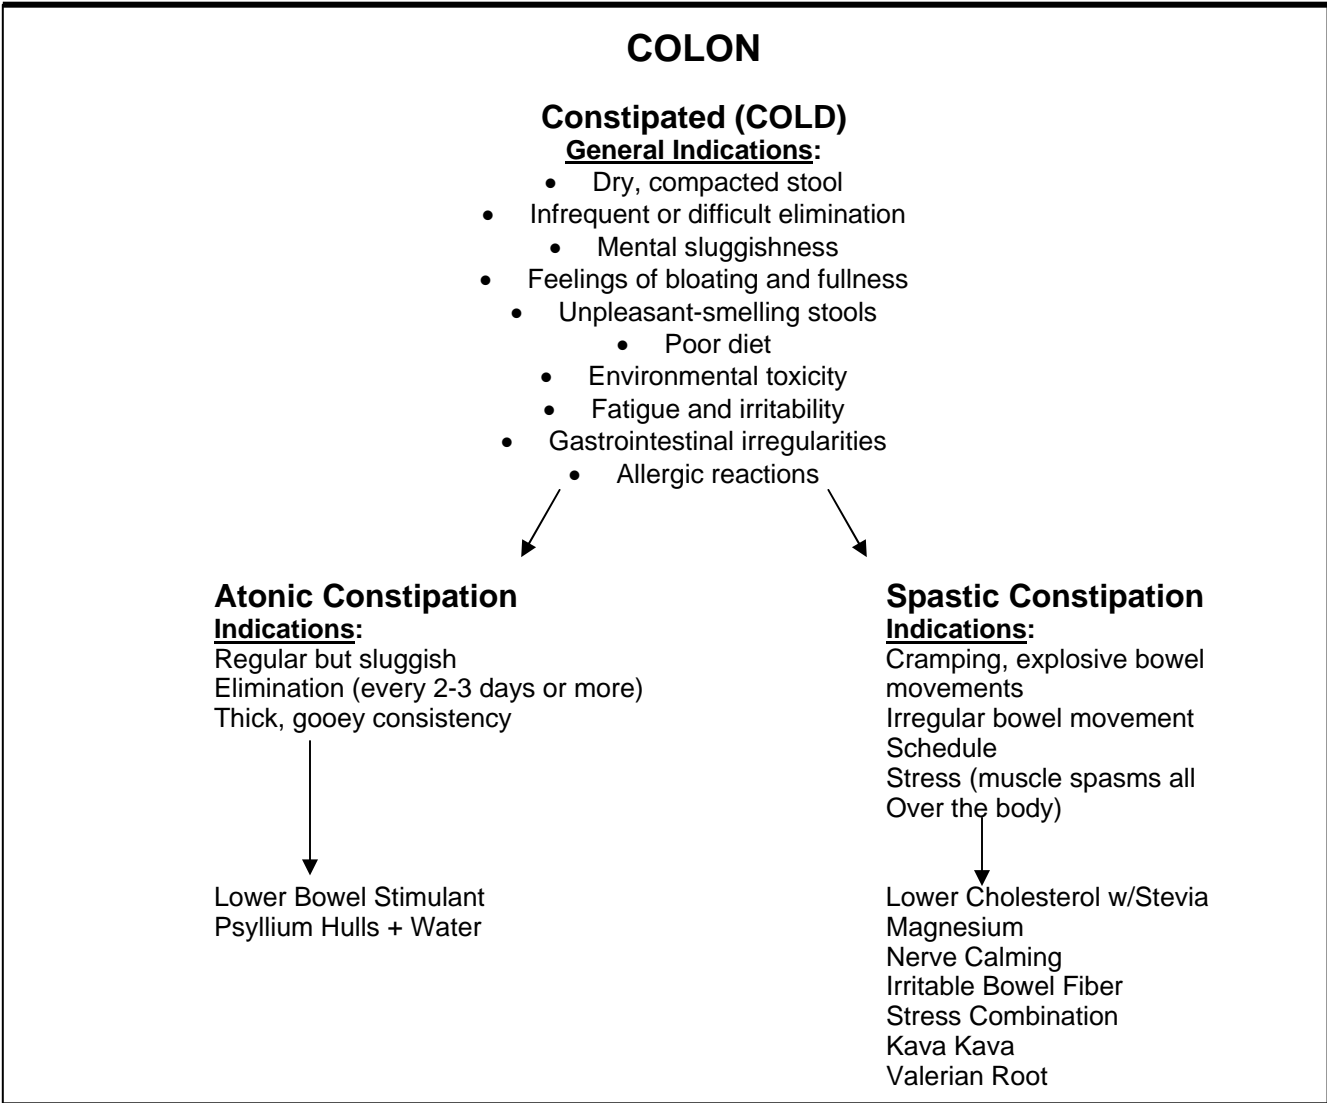 COLON
Constipated (COLD)
General Indications:
• Dry, compacted stool
• Infrequent or difficult elimination
• Mental sluggishness
• Feelings of bloating and fullness
• Unpleasant-smelling stools
• Poor diet
• Environmental toxicity
• Fatigue and irritability
• Gastrointestinal irregularities
• Allergic reactions
Atonic Constipation
Indications:
Regular but sluggish
Elimination (every 2-3 days or more)
Thick, gooey consistency
Lower Bowel Stimulant
Psyllium Hulls + Water
Spastic Constipation
Indications:
Cramping, explosive bowel
movements
Irregular bowel movement
Schedule
Stress (muscle spasms all
Over the body)
Lower Cholesterol w/Stevia
Magnesium
Nerve Calming
Irritable Bowel Fiber
Stress Combination
Kava Kava
Valerian Root